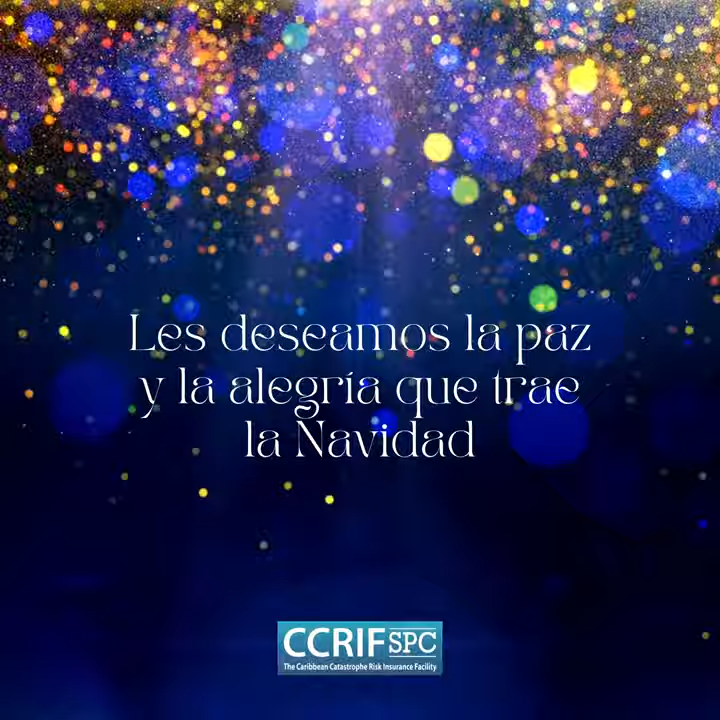 Les deseamos la paz
y la alegría que trae
la Navidad
CCRIF SPC
The Caribbean Catastrophe Risk Insurance Facility